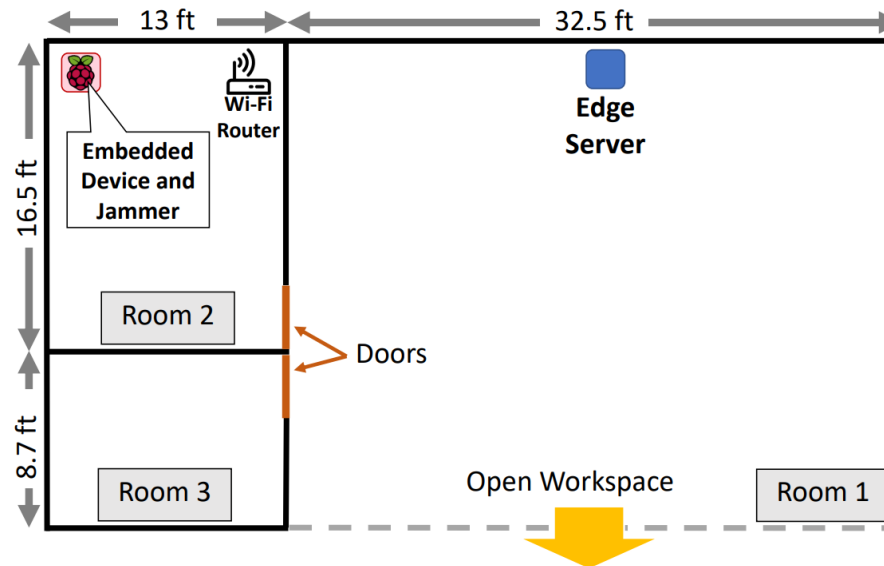 13 ft
32.5 ft
16.5 ft
Wi-Fi
Router
Edge
Server
Embedded
Device and
Jammer
Room 2
Doors
8.7 ft
Room 3
Open Workspace
Room 1